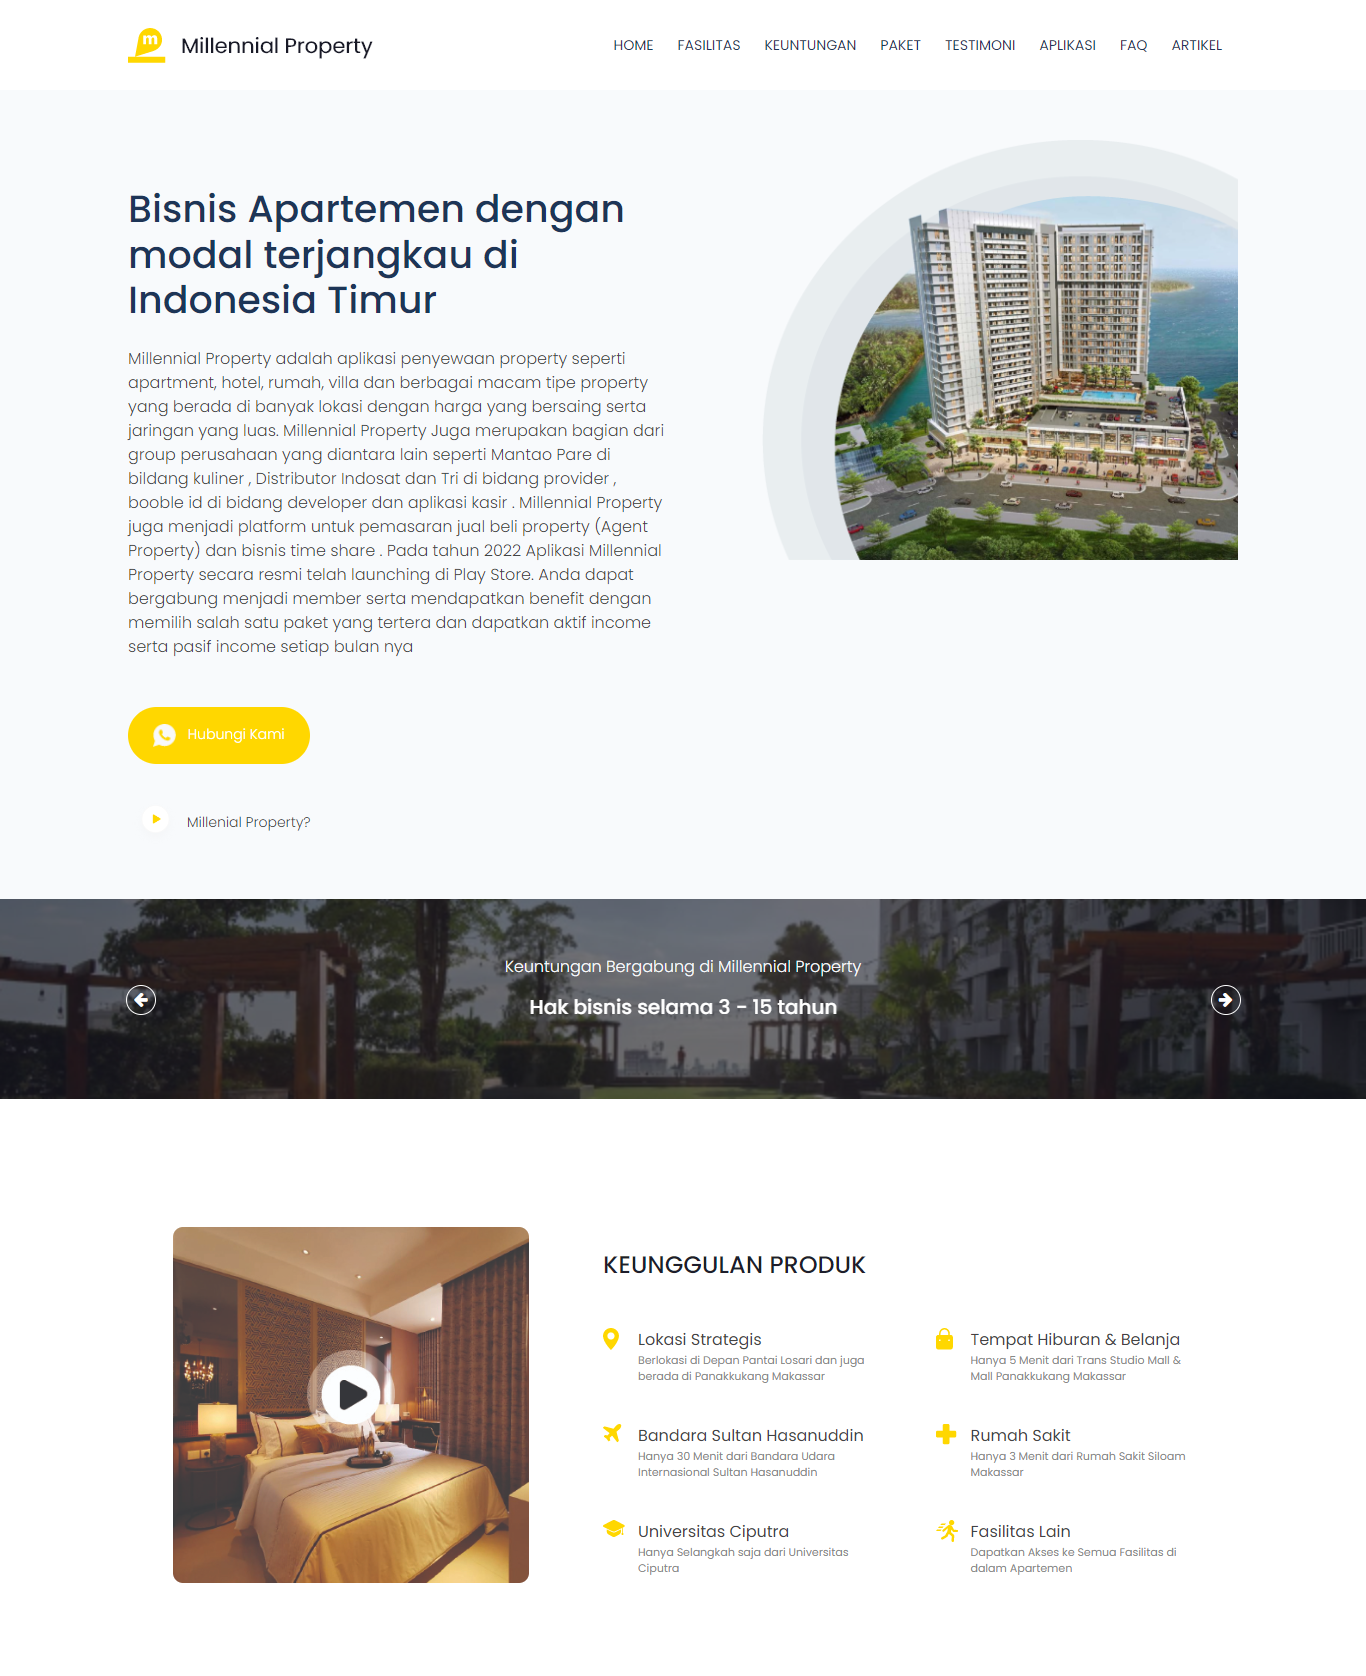 m
Millennial Property
HOME FASILITAS KEUNTUNGAN PAKET TESTIMONI APLIKASI FAQ ARTIKEL
Bisnis Apartemen dengan
modal terjangkau di
Indonesia Timur
Millennial Property adalah aplikasi penyewaan property seperti
apartment, hotel, rumah, villa dan berbagai macam tipe property
yang berada di banyak lokasi dengan harga yang bersaing serta
jaringan yang luas. Millennial Property Juga merupakan bagian dari
group perusahaan yang diantara lain seperti Mantao Pare di
bildang kuliner , Distributor Indosat dan Tri di bidang provider ,
booble id di bidang developer dan aplikasi kasir . Millennial Property
juga menjadi platform untuk pemasaran jual beli property (Agent
Property) dan bisnis time share . Pada tahun 2022 Aplikasi Millennial
Property secara resmi telah launching di Play Store. Anda dapat
bergabung menjadi member serta mendapatkan benefit dengan
memilih salah satu paket yang tertera dan dapatkan aktif income
serta pasif income setiap bulan nya
Hubungi Kami
Millenial Property?
Keuntungan Bergabung di Millennial Property
Hak bisnis selama 3 - 15 tahun
KEUNGGULAN PRODUK
Lokasi Strategis
Berlokasi di Depan Pantai Losari dan juga
berada di Panakkukang Makassar
Tempat Hiburan & Belanja
Hanya 5 Menit dari Trans Studio Mall &
Mall Panakkukang Makassar
Bandara Sultan Hasanuddin
Hanya 30 Menit dari Bandara Udara
Internasional Sultan Hasanuddin
Rumah Sakit
Hanya 3 Menit dari Rumah Sakit Siloam
Makassar
Universitas Ciputra
Hanya Selangkah saja dari Universitas
Ciputra
Fasilitas Lain
Dapatkan Akses ke Semua Fasilitas di
dalam Apartemen